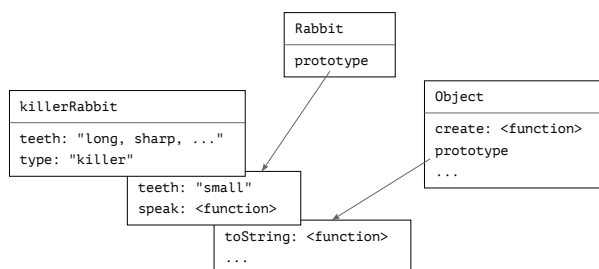 Rabbit
prototype
killerRabbit
teeth: "long, sharp, ..."
type: "killer"
Object
create: <function>
prototype
...
teeth: "small"
speak: <function>
toString: <function>
...